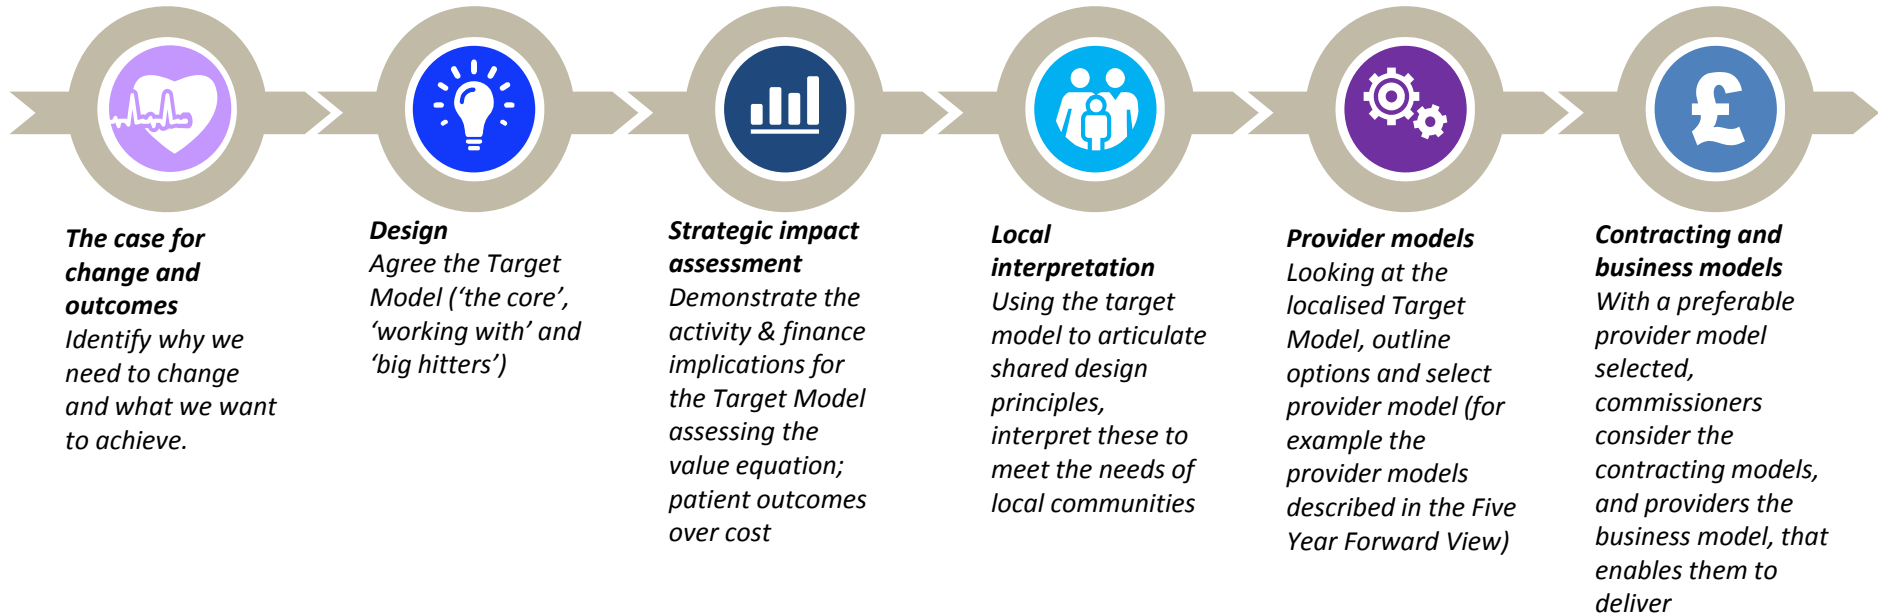 The case for
change and
outcomes
Identify why we
need to change
and what we want
to achieve.
Design
Agree the Target
Model (‘the core’,
‘working with’ and
‘big hitters’)
Strategic impact
assessment
Demonstrate the
activity & finance
implications for
the Target Model
assessing the
value equation;
patient outcomes
over cost
Local
interpretation
Using the target
model to articulate
shared design
principles,
interpret these to
meet the needs of
local communities
Provider models
Looking at the
localised Target
Model, outline
options and select
provider model (for
example the
provider models
described in the Five
Year Forward View)
£
Contracting and
business models
With a preferable
provider model
selected,
commissioners
consider the
contracting models,
and providers the
business model, that
enables them to
deliver